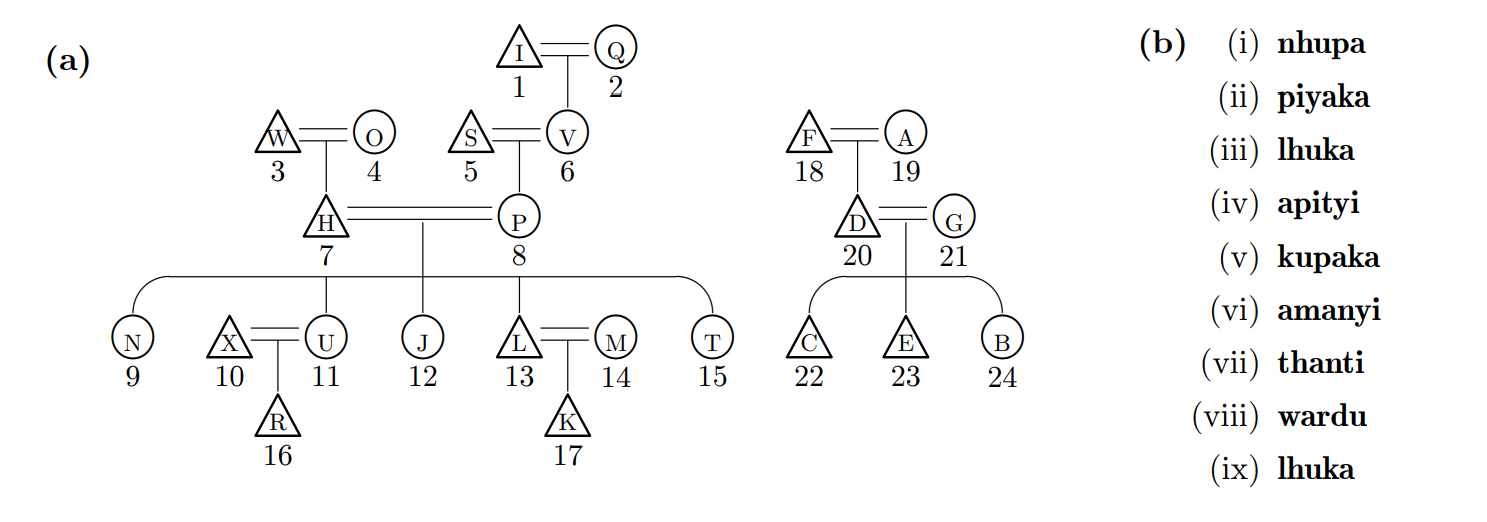 (a)
I Q
1 2
W O S V F A
3 4 5 6 18 19
H P D G
7 8 20 21
N X U J L M T C E B
9 10 11 12 13 14 15 22 23 24
R K
16 17
(b) (i) nhupa
(ii) piyaka
(iii) lhuka
(iv) apityi
(v) kupaka
(vi) amanyi
(vii) thanti
(viii) wardu
(ix) lhuka